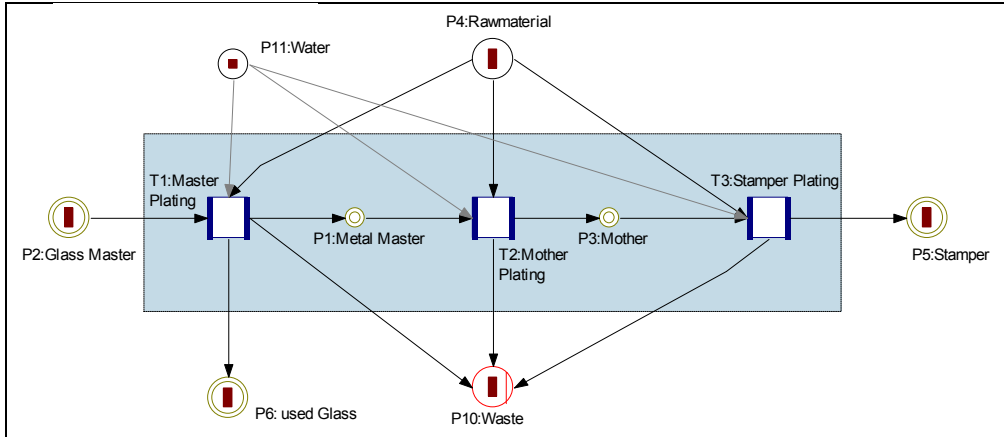 P4:Rawmaterial
P11:Water
T1:Master
Plating
T3:Stamper Plating
P2:Glass Master
P1:Metal Master
T2:Mother
Plating
P3:Mother
P5:Stamper
P6: used Glass
P10:Waste